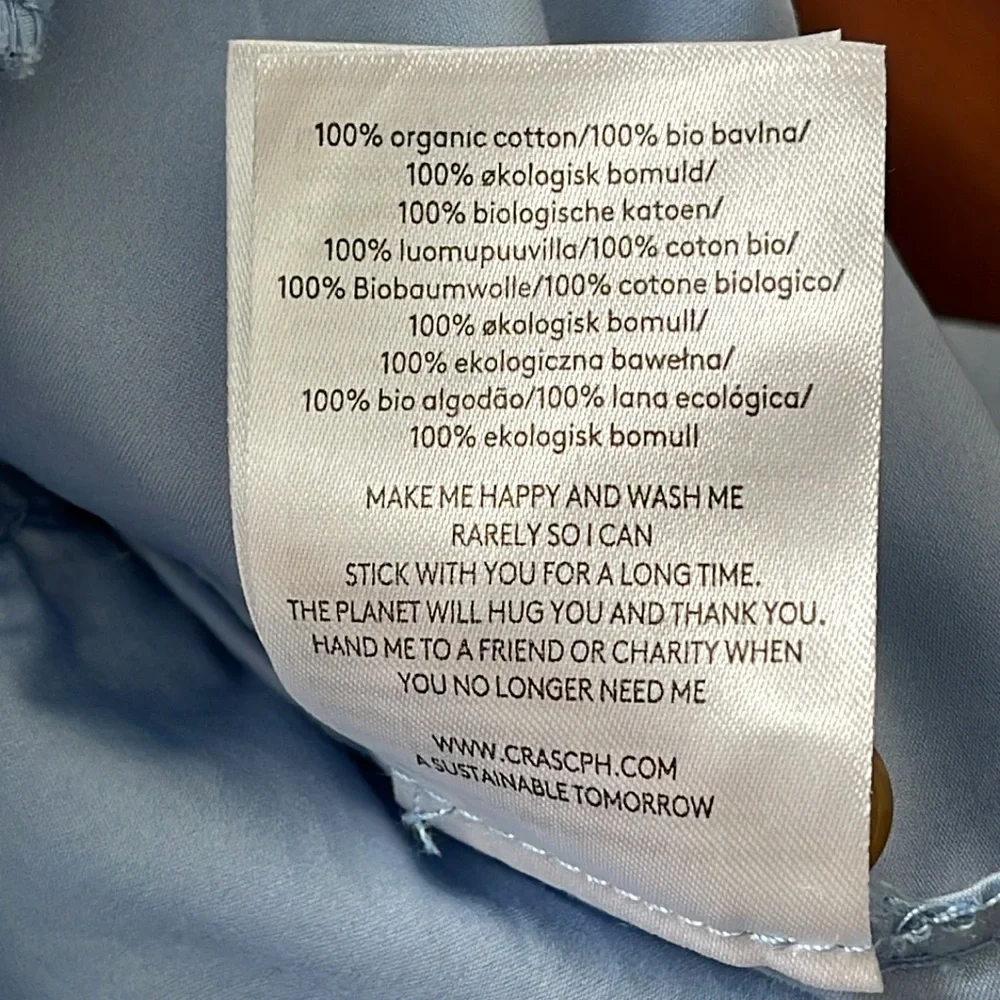 100% organic cotton/100% bio bavlna/
100% økologisk bomuld/
100% biologische katoen/
100% luomupuuvilla/100% coton bio/
100% Biobaumwolle/100% cotone biologico/
100% økologisk bomull/
100% ekologiczna bawełna/
100% bio algodão/100% lana ecológica/
100% ekologisk bomull
MAKE ME HAPPY AND WASH ME
RARELY SO I CAN
STICK WITH YOU FOR A LONG TIME.
THE PLANET WILL HUG YOU AND THANK YOU.
HAND ME TO A FRIEND OR CHARITY WHEN
YOU NO LONGER NEED ME
WWW.CRASCPH.COM
A SUSTAINABLE TOMORROW